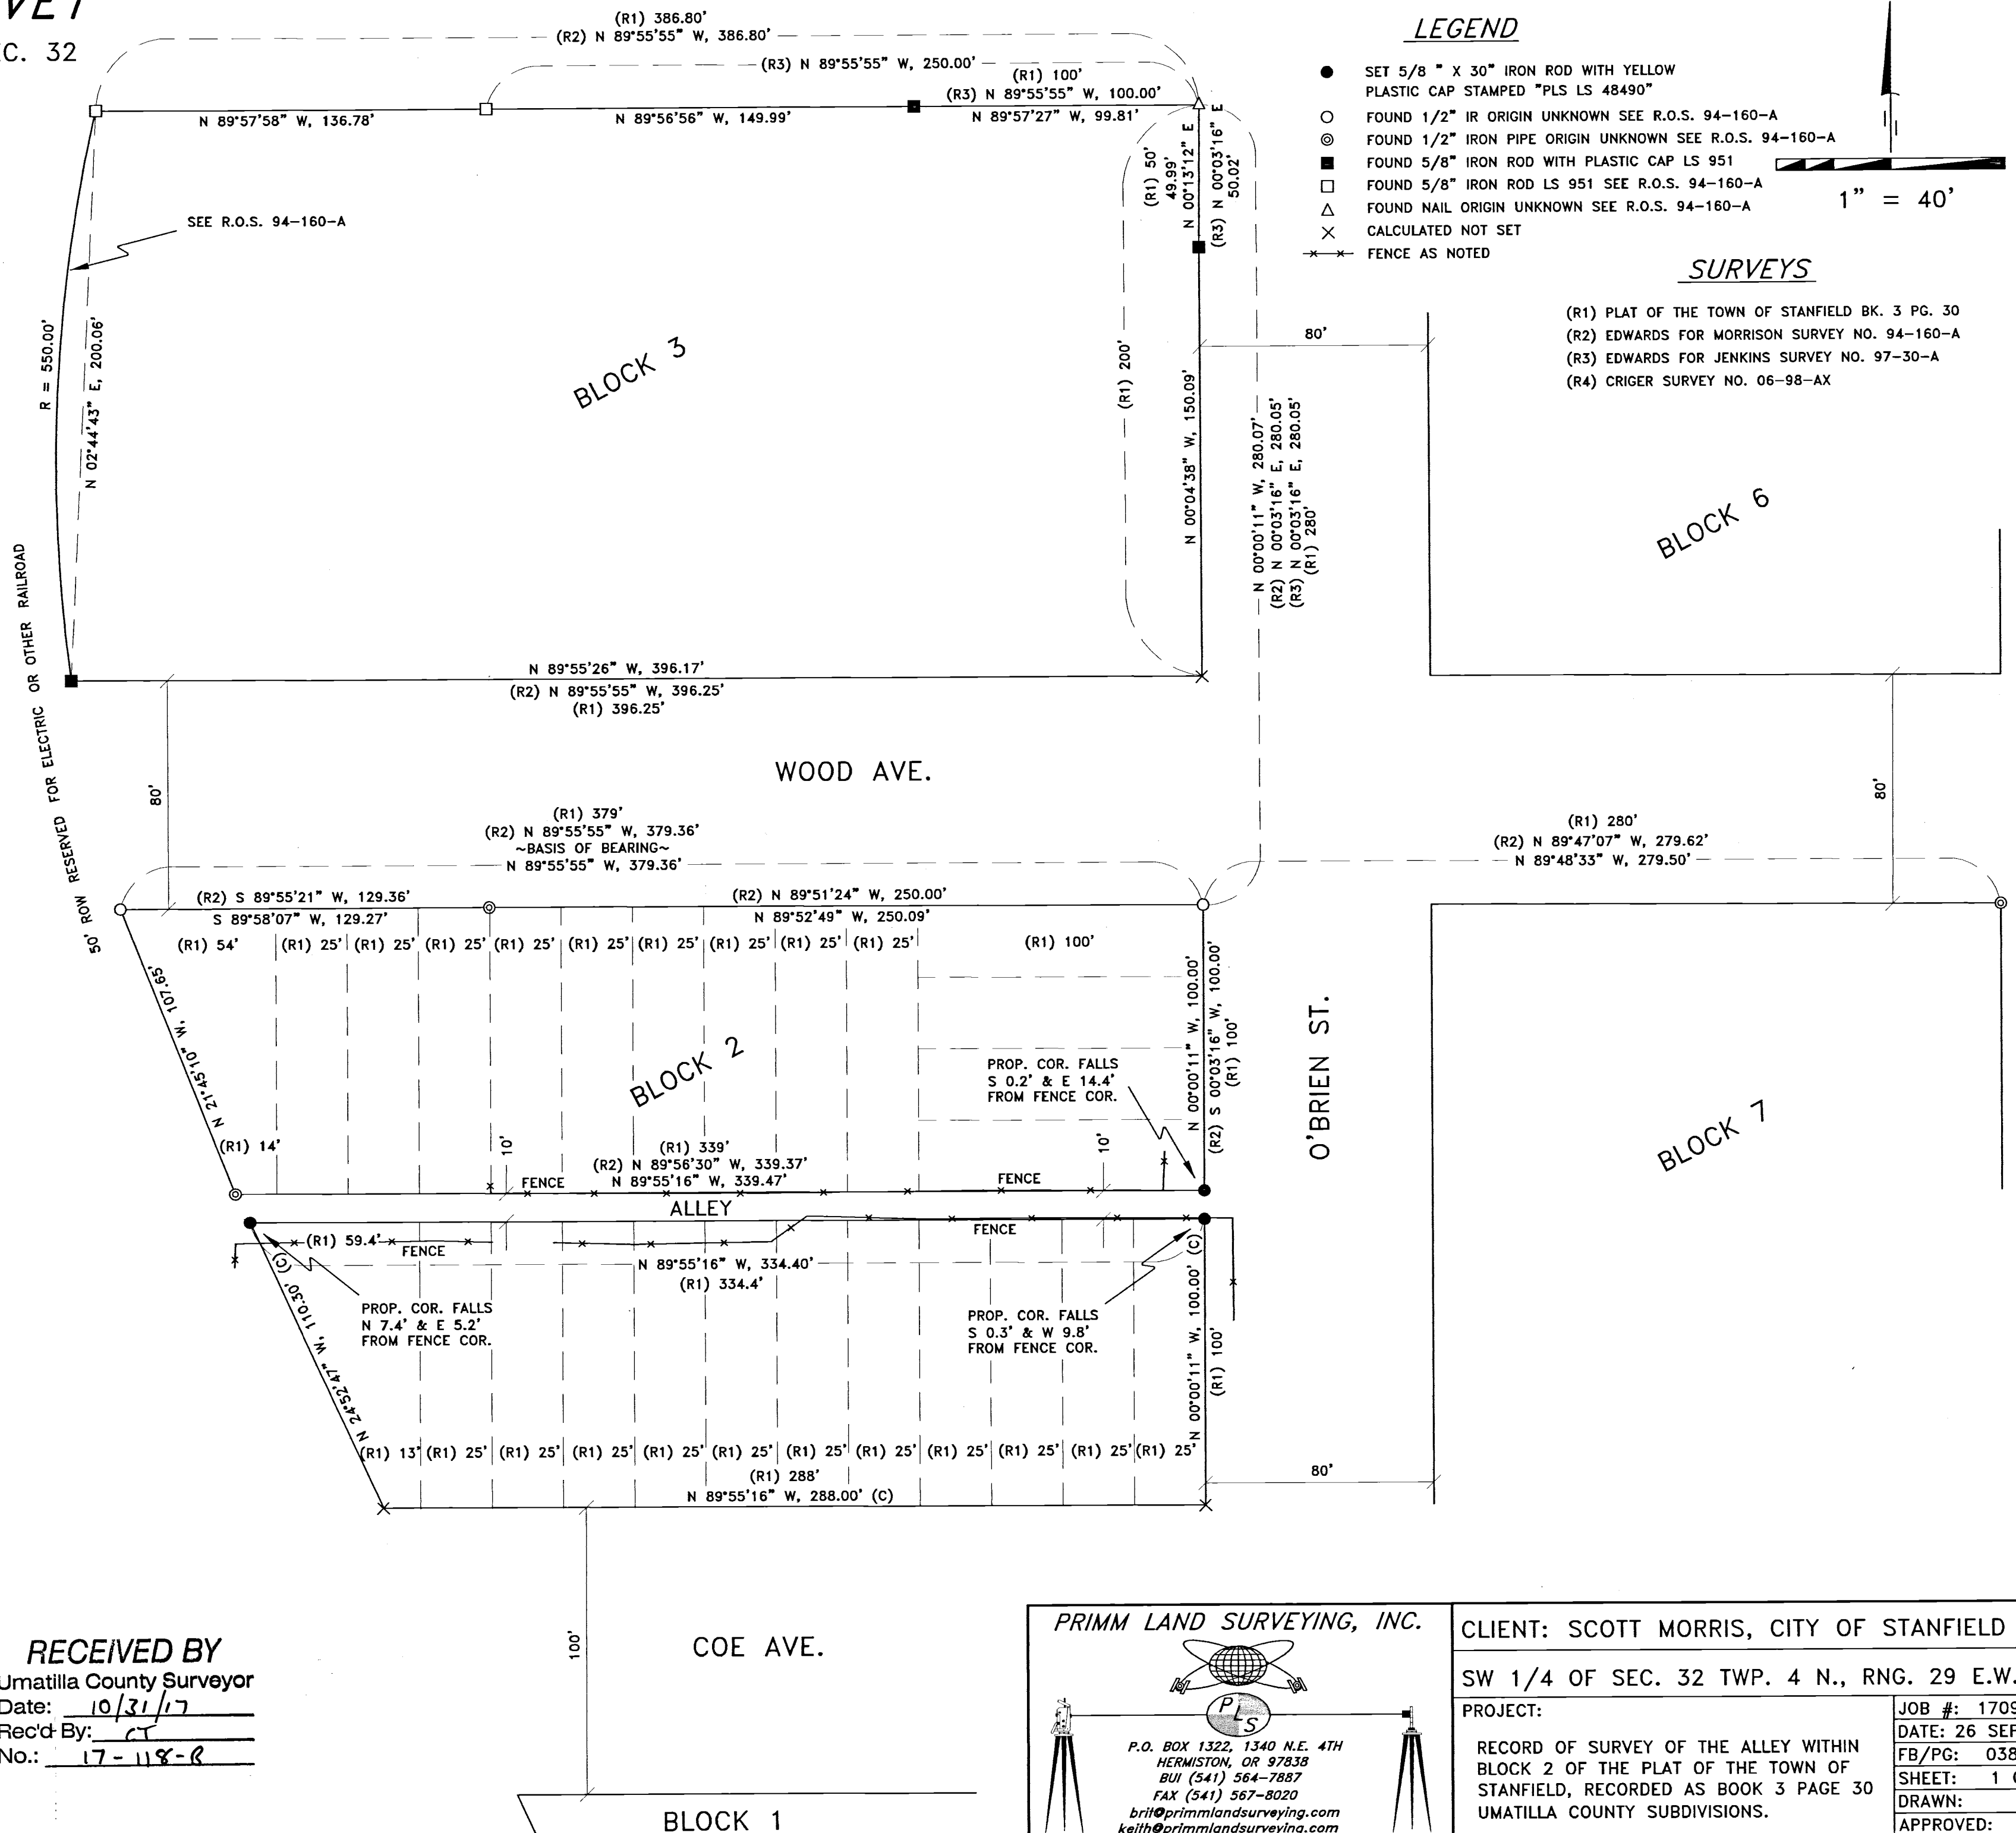 C. 32
(R1) 386.80'
(R2) N 89°55'55" W, 386.80'
(R3) N 89°55'55" W, 250.00'
(R1) 100'
(R3) N 89°55'55" W, 100.00'
N 89°57'58" W, 136.78'
N 89°56'56" W, 149.99'
N 89°57'27" W, 99.81'
LEGEND
SET 5/8 " X 30" IRON ROD WITH YELLOW
PLASTIC CAP STAMPED "PLS LS 48490"
FOUND 1/2" IR ORIGIN UNKNOWN SEE R.O.S. 94-160-A
FOUND 1/2" IRON PIPE ORIGIN UNKNOWN SEE R.O.S. 94-160-A
FOUND 5/8" IRON ROD WITH PLASTIC CAP LS 951
FOUND 5/8" IRON ROD LS 951 SEE R.O.S. 94-160-A
FOUND NAIL ORIGIN UNKNOWN SEE R.O.S. 94-160-A
CALCULATED NOT SET
FENCE AS NOTED
1" = 40'
SURVEYS
(R1) PLAT OF THE TOWN OF STANFIELD BK. 3 PG. 30
(R2) EDWARDS FOR MORRISON SURVEY NO. 94-160-A
(R3) EDWARDS FOR JENKINS SURVEY NO. 97-30-A
(R4) CRIGER SURVEY NO. 06-98-AX
(R1) 50'
49.99'
N 00°13'12" E
(R3) N 00°03'16" E
50.02'
SEE R.O.S. 94-160-A
R = 550.00'
N 02°44'43" E, 200.06'
BLOCK 3
(R1) 200'
N 00°04'38" W, 150.09'
80'
N 00°00'11" W, 280.07'
(R2) N 00°03'16" E, 280.05'
(R3) N 00°03'16" E, 280.05'
(R1) 280'
BLOCK 6
50' ROW RESERVED FOR ELECTRIC OR OTHER RAILROAD
N 89°55'26" W, 396.17'
(R2) N 89°55'55" W, 396.25'
(R1) 396.25'
80'
WOOD AVE.
80'
(R1) 379'
(R2) N 89°55'55" W, 379.36'
~BASIS OF BEARING~
N 89°55'55" W, 379.36'
(R1) 280'
(R2) N 89°47'07" W, 279.62'
N 89°48'33" W, 279.50'
(R2) S 89°55'21" W, 129.36'
S 89°58'07" W, 129.27'
(R2) N 89°51'24" W, 250.00'
N 89°52'49" W, 250.09'
(R1) 54' (R1) 25' (R1) 25' (R1) 25' (R1) 25' (R1) 25' (R1) 25' (R1) 25' (R1) 25' (R1) 25' (R1) 100'
N 21°45'10" W, 107.65'
BLOCK 2
N 00°00'11" W, 100.00'
(R2) S 00°03'16" W, 100.00'
(R1) 100'
O'BRIEN ST.
PROP. COR. FALLS
S 0.2' & E 14.4'
FROM FENCE COR.
BLOCK 7
(R1) 14'
10'
(R1) 339'
(R2) N 89°56'30" W, 339.37'
N 89°55'16" W, 339.47'
10'
FENCE
FENCE
ALLEY
(R1) 59.4'
FENCE
FENCE
N 89°55'16" W, 334.40'
(R1) 334.4'
N 24°52'47" W, 110.30' (C)
PROP. COR. FALLS
N 7.4' & E 5.2'
FROM FENCE COR.
PROP. COR. FALLS
S 0.3' & W 9.8'
FROM FENCE COR.
N 00°00'11" W, 100.00' (C)
(R1) 100'
(R1) 13' (R1) 25' (R1) 25' (R1) 25' (R1) 25' (R1) 25' (R1) 25' (R1) 25' (R1) 25' (R1) 25' (R1) 25' (R1) 25'
(R1) 288'
N 89°55'16" W, 288.00' (C)
80'
100'
COE AVE.
BLOCK 1
RECEIVED BY
Umatilla County Surveyor
Date: 10/31/17
Rec'd By: CT
No.: 17-118-B
PRIMM LAND SURVEYING, INC.
PLS
P.O. BOX 1322, 1340 N.E. 4TH
HERMISTON, OR 97838
BUI (541) 564-7887
FAX (541) 567-8020
brit@primmlandsurveying.com
keith@primmlandsurveying.com
CLIENT: SCOTT MORRIS, CITY OF STANFIELD
SW 1/4 OF SEC. 32 TWP. 4 N., RNG. 29 E.W.
PROJECT:
RECORD OF SURVEY OF THE ALLEY WITHIN
BLOCK 2 OF THE PLAT OF THE TOWN OF
STANFIELD, RECORDED AS BOOK 3 PAGE 30
UMATILLA COUNTY SUBDIVISIONS.
JOB #: 1709
DATE: 26 SEP
FB/PG: 038
SHEET: 1
DRAWN:
APPROVED: